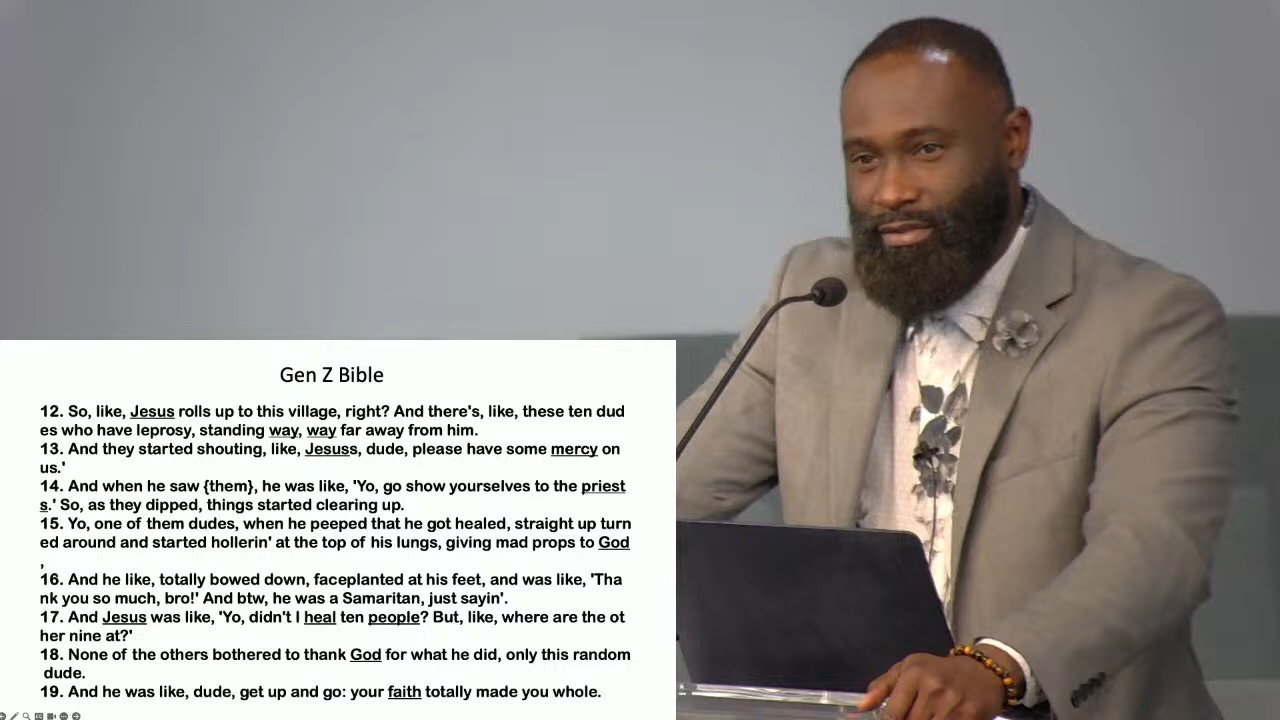 Gen Z Bible
12. So, like, Jesus rolls up to this village, right? And there's, like, these ten dud
es who have leprosy, standing way, way far away from him.
13. And they started shouting, like, Jesuss, dude, please have some mercy on
us.'
14. And when he saw {them}, he was like, 'Yo, go show yourselves to the priest
s.' So, as they dipped, things started clearing up.
15. Yo, one of them dudes, when he peeped that he got healed, straight up turn
ed around and started hollerin' at the top of his lungs, giving mad props to God
,
16. And he like, totally bowed down, faceplanted at his feet, and was like, 'Tha
nk you so much, bro!' And btw, he was a Samaritan, just sayin'.
17. And Jesus was like, 'Yo, didn't I heal ten people? But, like, where are the ot
her nine at?'
18. None of the others bothered to thank God for what he did, only this random
dude.
19. And he was like, dude, get up and go: your faith totally made you whole.